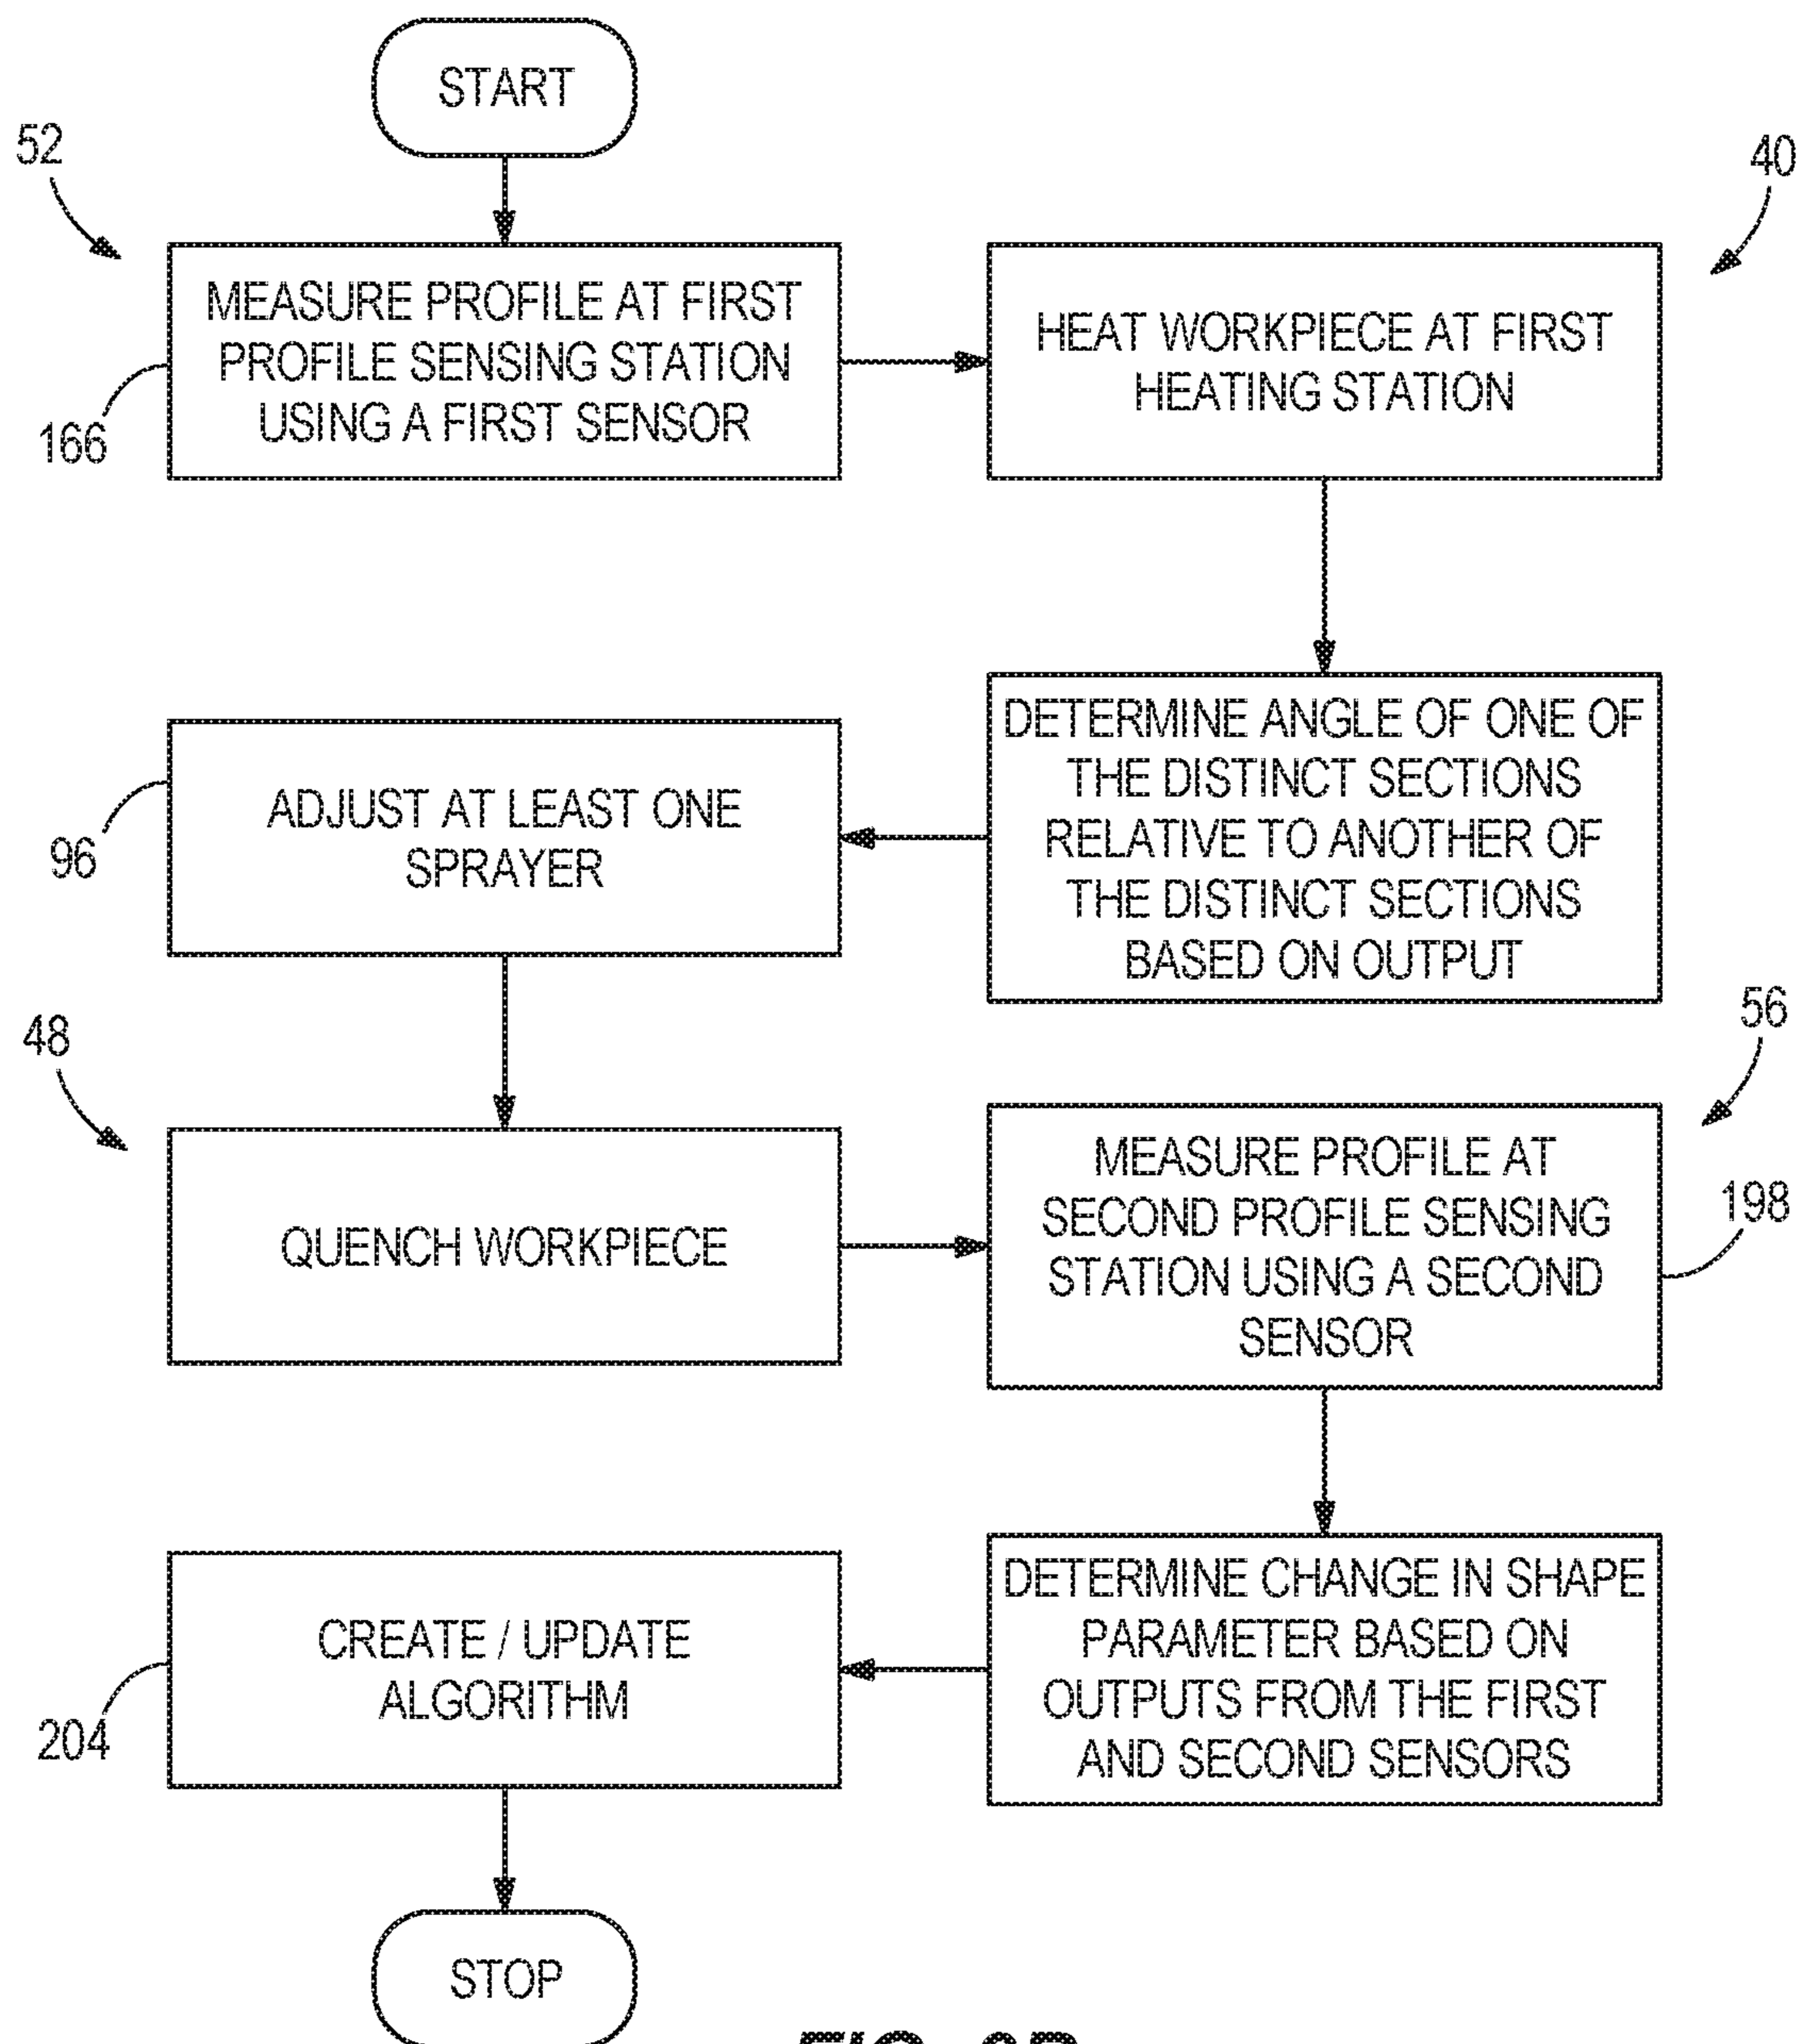 START
52
40
MEASURE PROFILE AT FIRST
PROFILE SENSING STATION
USING A FIRST SENSOR
166
HEAT WORKPIECE AT FIRST
HEATING STATION
DETERMINE ANGLE OF ONE OF
THE DISTINCT SECTIONS
RELATIVE TO ANOTHER OF
THE DISTINCT SECTIONS
BASED ON OUTPUT
ADJUST AT LEAST ONE
SPRAYER
96
48
QUENCH WORKPIECE
56
MEASURE PROFILE AT
SECOND PROFILE SENSING
STATION USING A SECOND
SENSOR
198
DETERMINE CHANGE IN SHAPE
PARAMETER BASED ON
OUTPUTS FROM THE FIRST
AND SECOND SENSORS
CREATE / UPDATE
ALGORITHM
204
STOP